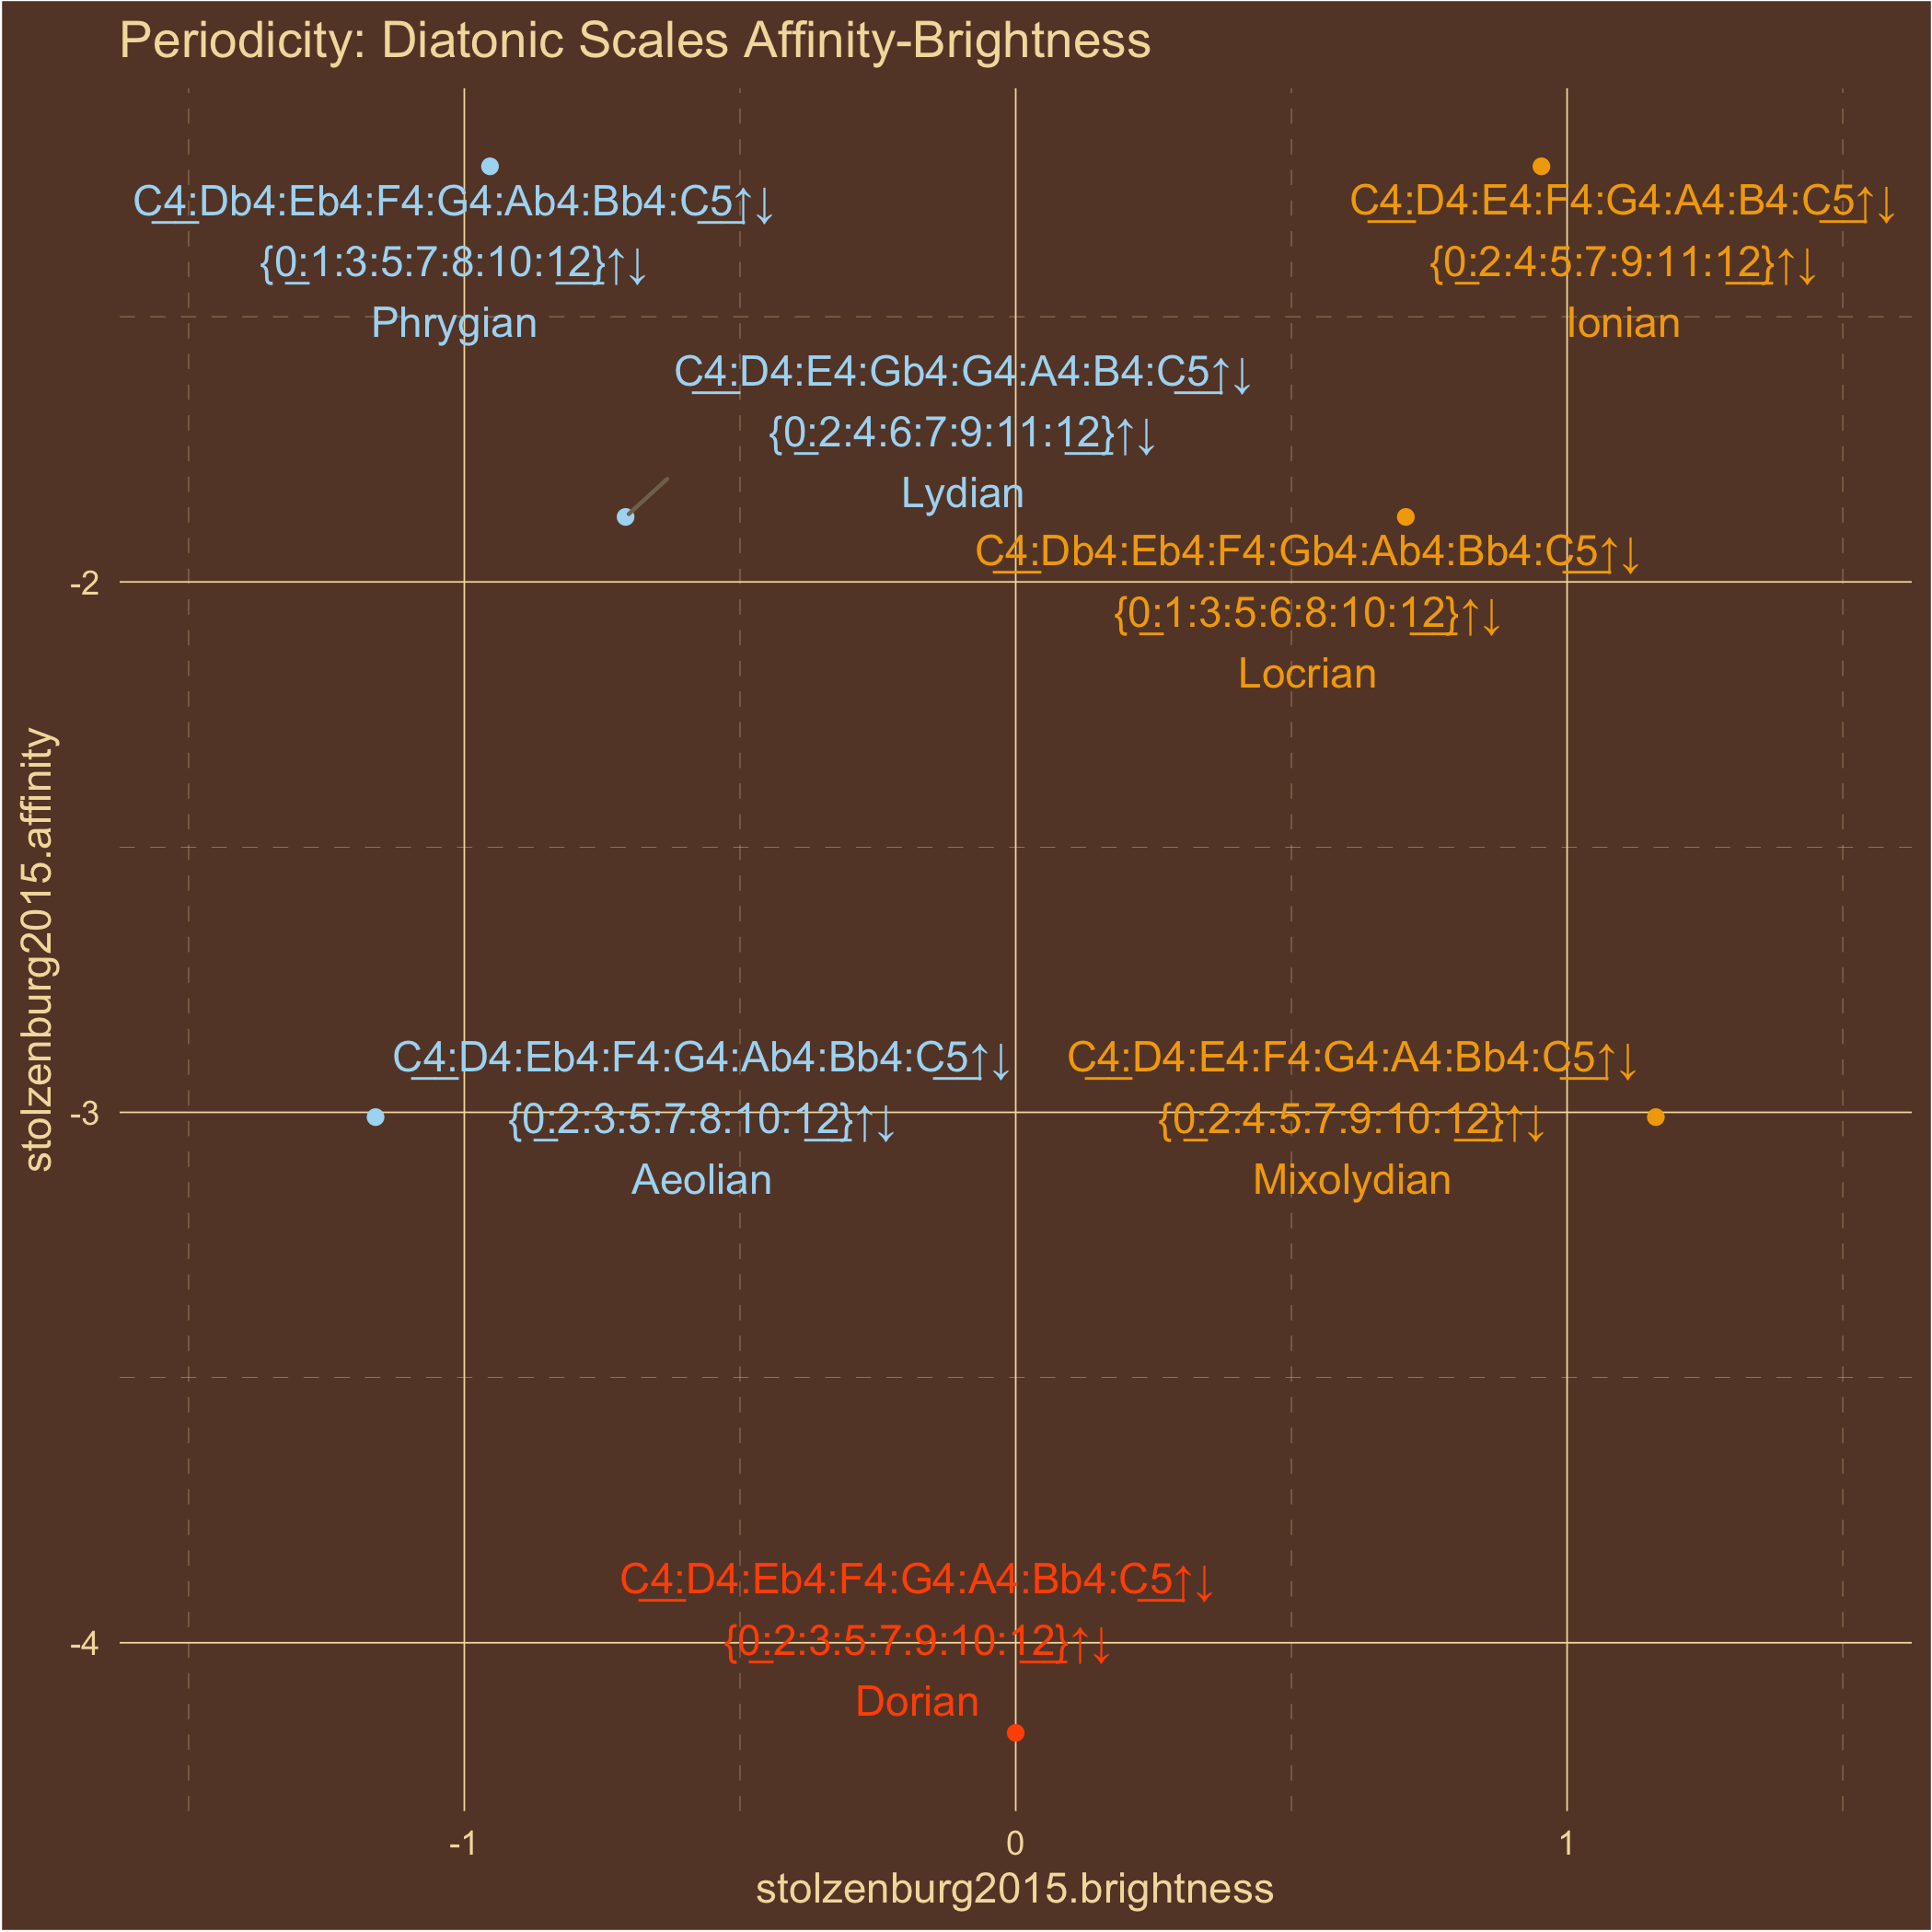 Periodicity: Diatonic Scales Affinity-Brightness
C4:Db4:Eb4:F4:G4:Ab4:Bb4:C5↑↓
{0:1:3:5:7:8:10:12}↑↓
Phrygian
C4:D4:E4:F4:G4:A4:B4:C5↑↓
{0:2:4:5:7:9:11:12}↑↓
Ionian
C4:D4:E4:Gb4:G4:A4:B4:C5↑↓
{0:2:4:6:7:9:11:12}↑↓
Lydian
C4:Db4:Eb4:F4:Gb4:Ab4:Bb4:C5↑↓
{0:1:3:5:6:8:10:12}↑↓
Locrian
C4:D4:Eb4:F4:G4:Ab4:Bb4:C5↑↓
{0:2:3:5:7:8:10:12}↑↓
Aeolian
C4:D4:E4:F4:G4:A4:Bb4:C5↑↓
{0:2:4:5:7:9:10:12}↑↓
Mixolydian
C4:D4:Eb4:F4:G4:A4:Bb4:C5↑↓
{0:2:3:5:7:9:10:12}↑↓
Dorian
-2
-3
-4
stolzenburg2015.affinity
-1
0
1
stolzenburg2015.brightness